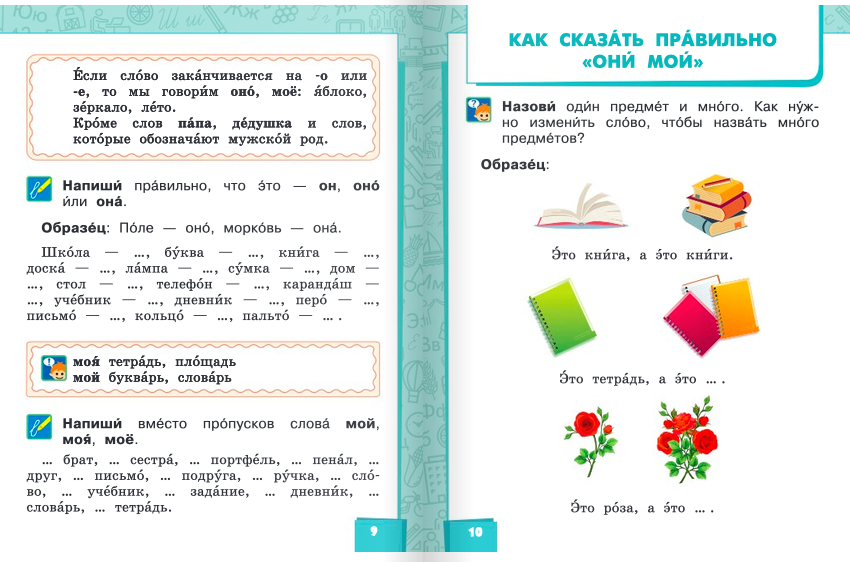 Е́сли сло́во зака́нчивается на -о или
-е, то мы говори́м оно́, моё: я́блоко,
зе́ркало, ле́то.
Кро́ме слов па́па, де́душка и слов,
кото́рые обознача́ют мужско́й род.
Напиши́ пра́вильно, что э́то — он, оно́
и́ли она́.
Образе́ц: По́ле — оно́, морко́вь — она́.
Шко́ла — ..., бу́ква — ..., кни́га — ...,
доска́ — ..., ла́мпа — ..., су́мка — ..., дом —
..., стол — ..., телефо́н — ..., каранда́ш —
..., уче́бник — ..., дневни́к — ..., перо́ — ...,
письмо́ — ..., кольцо́ — ..., пальто́ — ... .
моя́ тетра́дь, пло́щадь
мой буква́рь, слова́рь
Напиши́ вме́сто про́пусков слова́ мой,
моя́, моё.
... брат, ... сестра́, ... портфе́ль, ... пена́л, ...
друг, ... письмо́, ... подру́га, ... ру́чка, ... сло́-
во, ... уче́бник, ... зада́ние, ... дневни́к, ...
слова́рь, ... тетра́дь.
9
КАК СКАЗА́ТЬ ПРА́ВИЛЬНО
«ОНИ́ МОИ́»
Назови́ оди́н предме́т и мно́го. Как ну́ж-
но измени́ть сло́во, что́бы назва́ть мно́го
предме́тов?
Образе́ц:
Э́то кни́га, а э́то кни́ги.
Э́то тетра́дь, а э́то ... .
Э́то ро́за, а э́то ... .
10